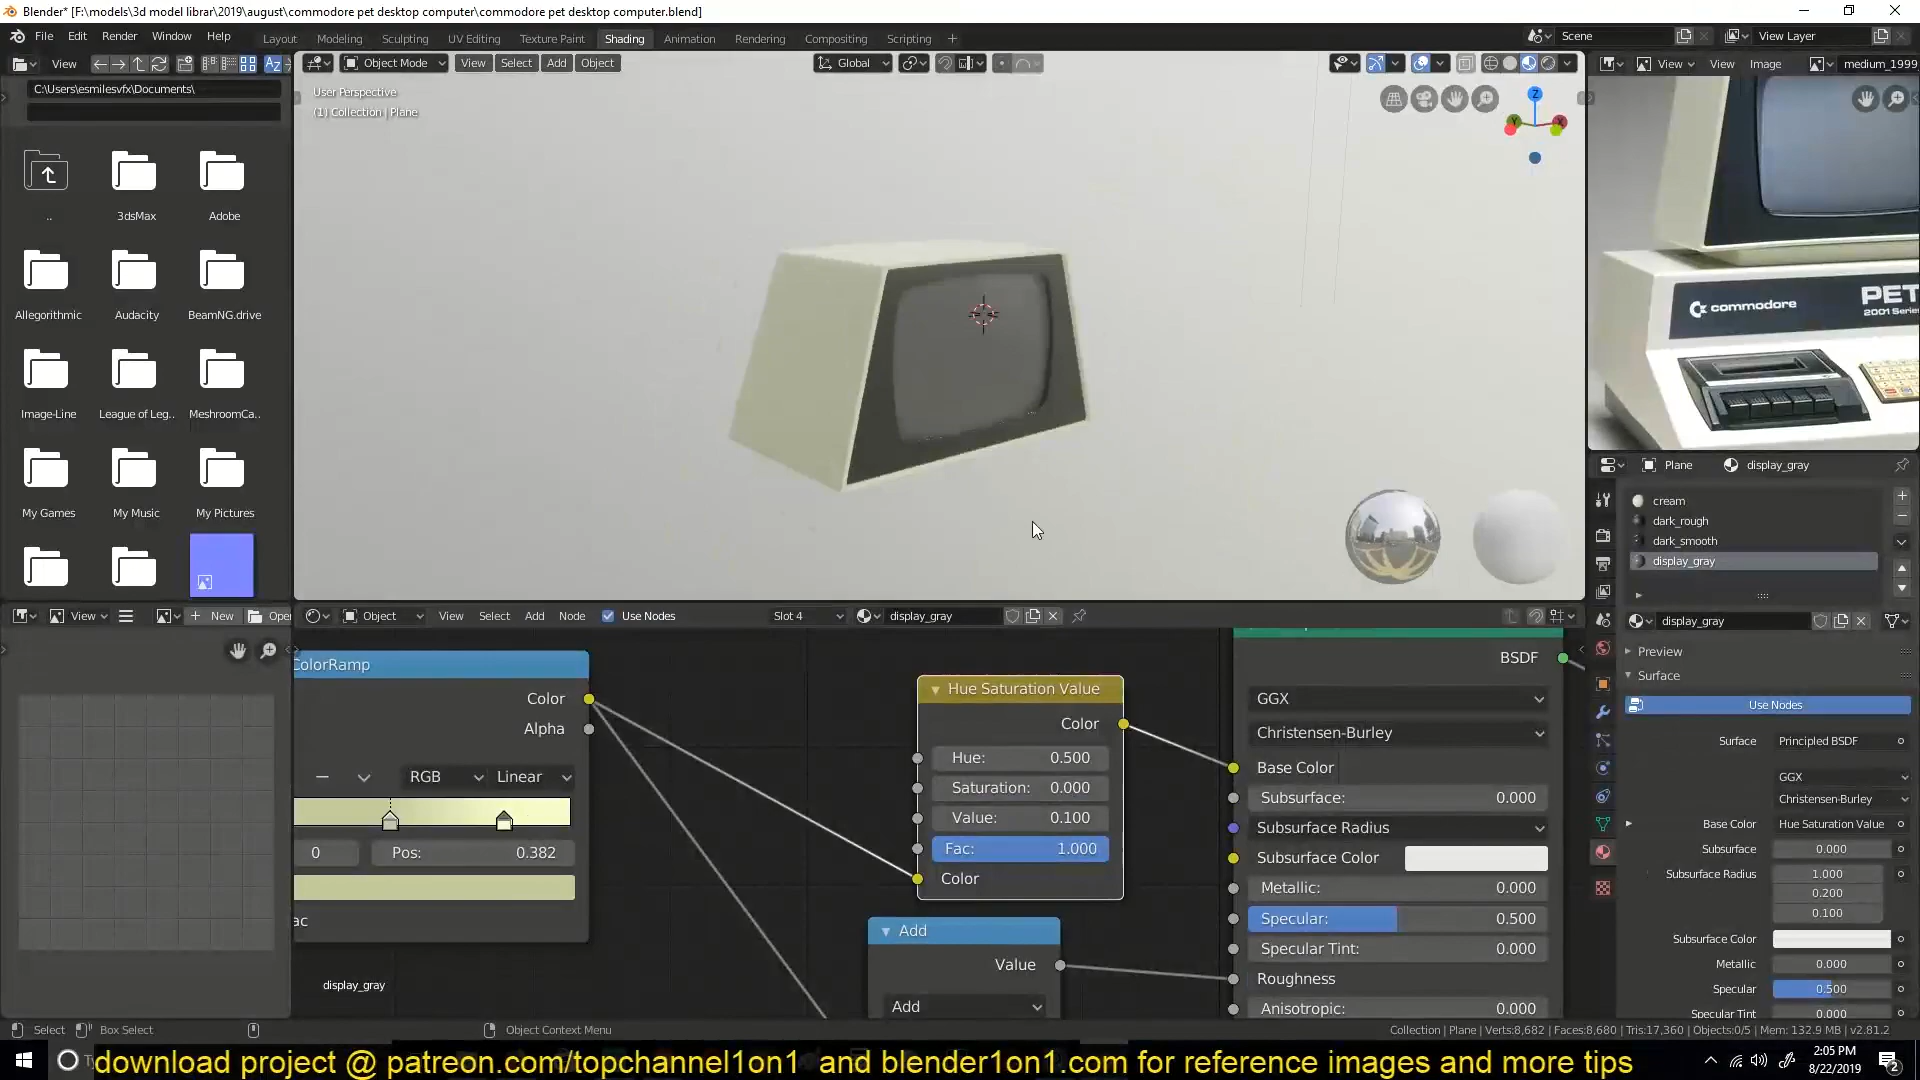 Blender* [F:\models\3d model librar\2019\august\commodore pet desktop computer\commodore pet desktop computer.blend]
File Edit Render Window Help
Layout Modeling Sculpting UV Editing Texture Paint Shading Animation Rendering Compositing Scripting
Scene
View Layer
View
Object Mode View Select Add Object
Global
View View Image medium_1999
C:\Users\esmilesvfx\Documents\
User Perspective
(1) Collection | Plane
..
3dsMax
Adobe
Allegorithmic
Audacity
BeamNG.drive
Image-Line
League of Leg..
MeshroomCa..
My Games
My Music
My Pictures
Z
Y
X
commodore
PET
2001 Series
Plane display_gray
cream
dark_rough
dark_smooth
display_gray
View New Open
Object View Select Add Node Use Nodes Slot 4 display_gray
display_gray
Preview
Surface
Use Nodes
Surface Principled BSDF
GGX
Christensen-Burley
Base Color Hue Saturation Value
Subsurface 0.000
Subsurface Radius 1.000
0.200
0.100
Subsurface Color
Metallic 0.000
Specular 0.500
Specular Tint 0.000
ColorRamp
Color
Alpha
RGB Linear
0 Pos: 0.382
ac
display_gray
Hue Saturation Value
Color
Hue: 0.500
Saturation: 0.000
Value: 0.100
Fac: 1.000
Color
Add
Value
Add
BSDF
GGX
Christensen-Burley
Base Color
Subsurface: 0.000
Subsurface Radius
Subsurface Color
Metallic: 0.000
Specular: 0.500
Specular Tint: 0.000
Roughness
Anisotropic: 0.000
Select Box Select Object Context Menu
Collection | Plane | Verts:8,682 | Faces:8,680 | Tris:17,360 | Objects:0/5 | Mem: 132.9 MB | v2.81.2
download project @ patreon.com/topchannel1on1 and blender1on1.com for reference images and more tips
2:05 PM
8/22/2019
2